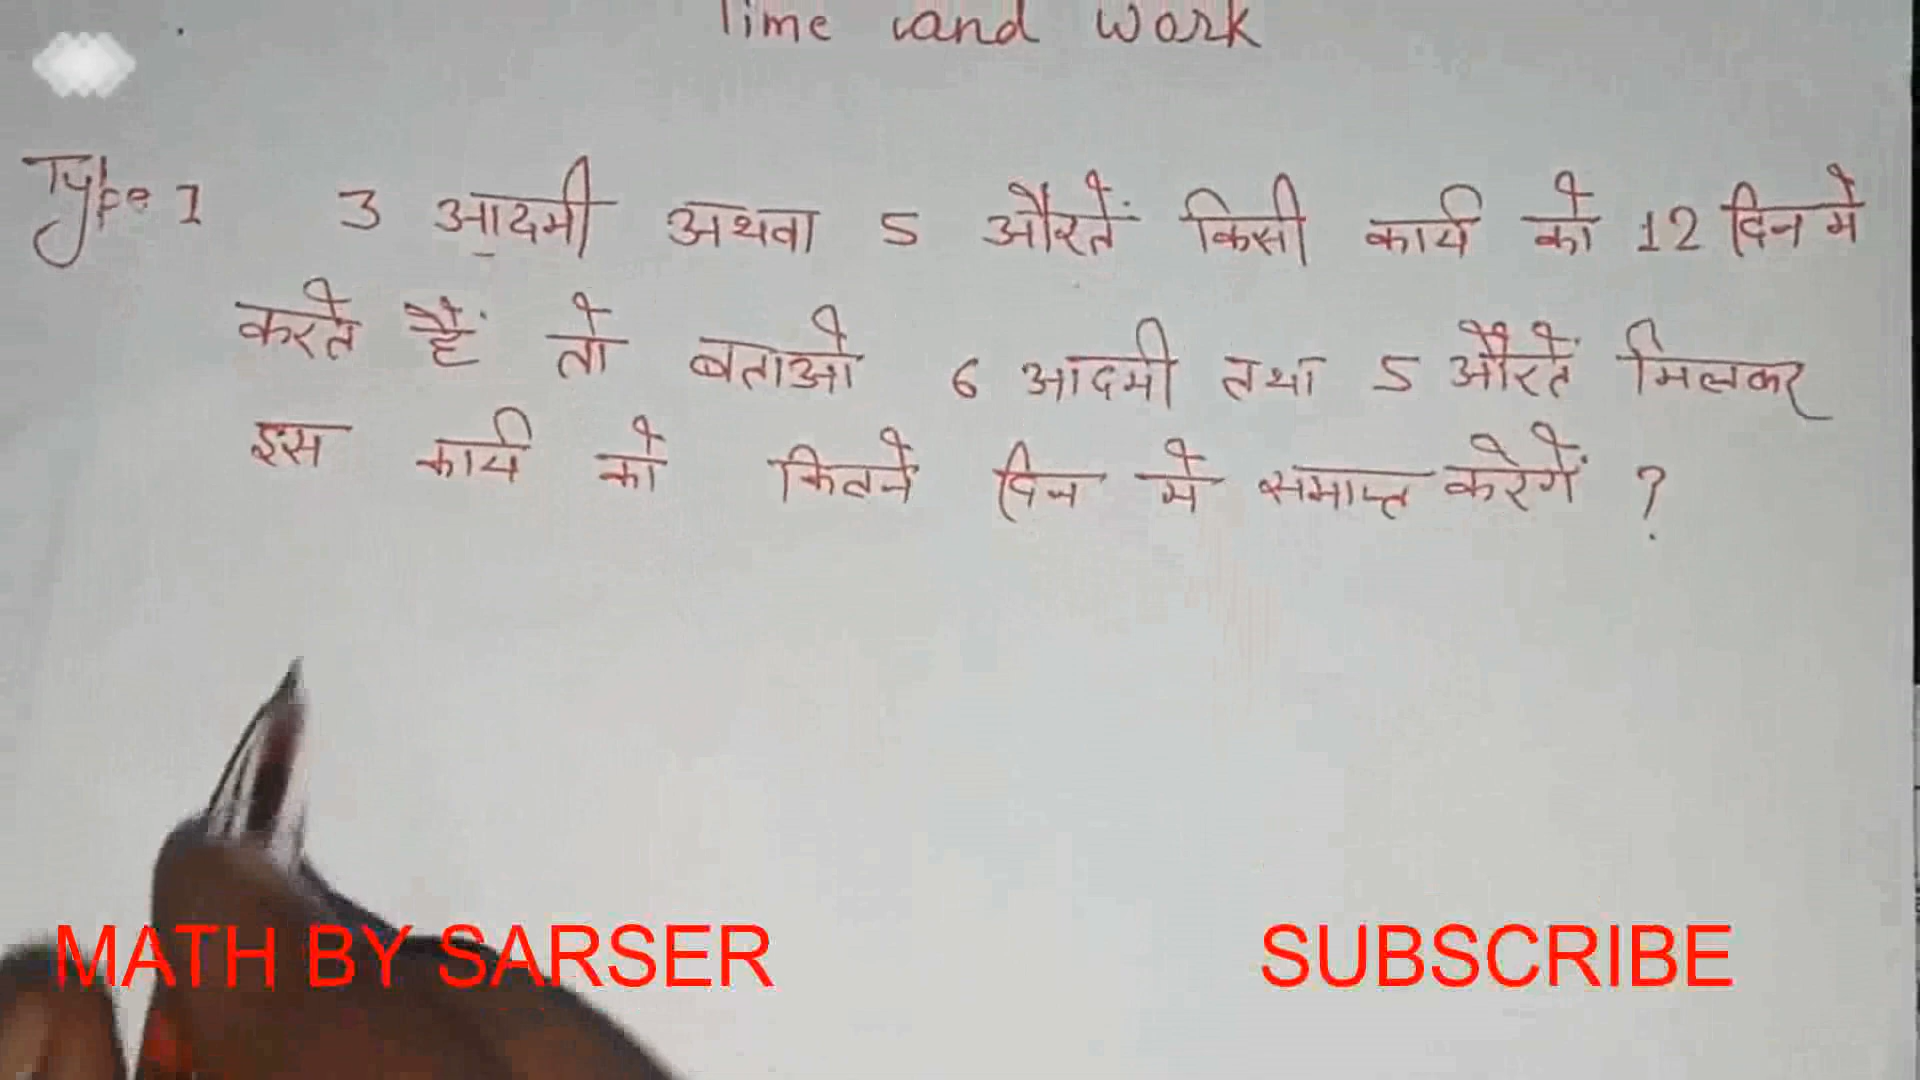 Time and Work
Type 1 3 आदमी अथवा 5 औरतें किसी कार्य को 12 दिन मे
करते हैं तो बताओ 6 आदमी तथा 5 औरतें मिलकर
इस कार्य को कितने दिन मे समाप्त करेगें ?
MATH BY SARSER SUBSCRIBE